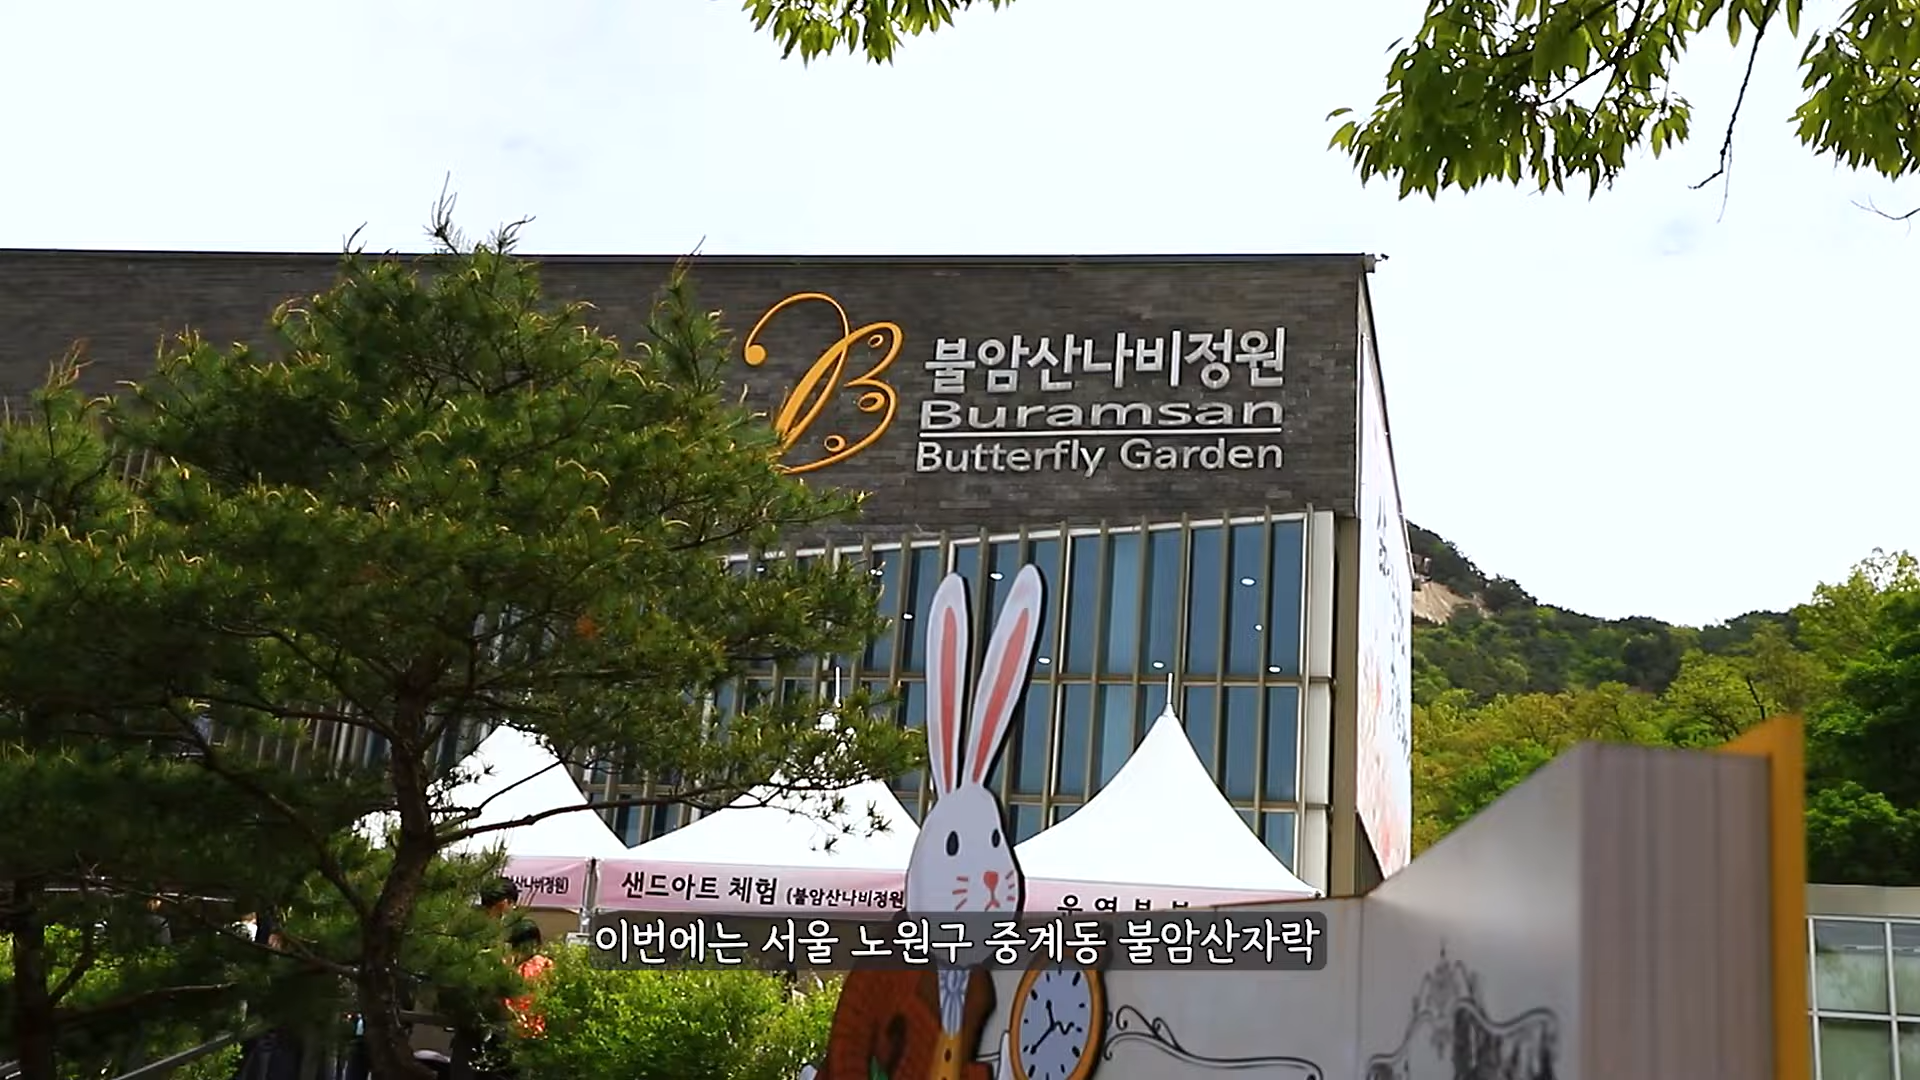 불암산나비정원
Buramsan
Butterfly Garden
샌드아트 체험 (불암산나비정원
이번에는 서울 노원구 중계동 불암산자락